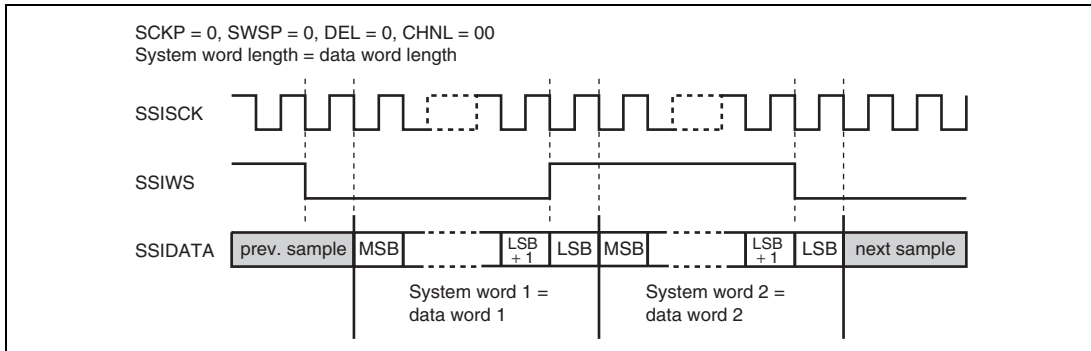 SCKP = 0, SWSP = 0, DEL = 0, CHNL = 00
System word length = data word length
SSISCK
SSIWS
SSIDATA
prev. sample
MSB
LSB
+ 1
LSB
MSB
LSB
+ 1
LSB
next sample
System word 1 =
data word 1
System word 2 =
data word 2